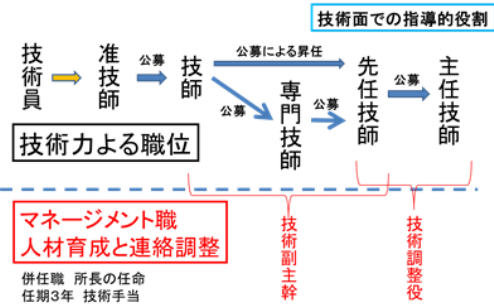 技術面での指導的役割
技術員
准技師
公募
技師
公募による昇任
公募
専門技師
公募
先任技師
公募
主任技師
技術力よる職位
マネージメント職
人材育成と連絡調整
技術副主幹
技術調整役
併任職 所長の任命
任期3年 技術手当